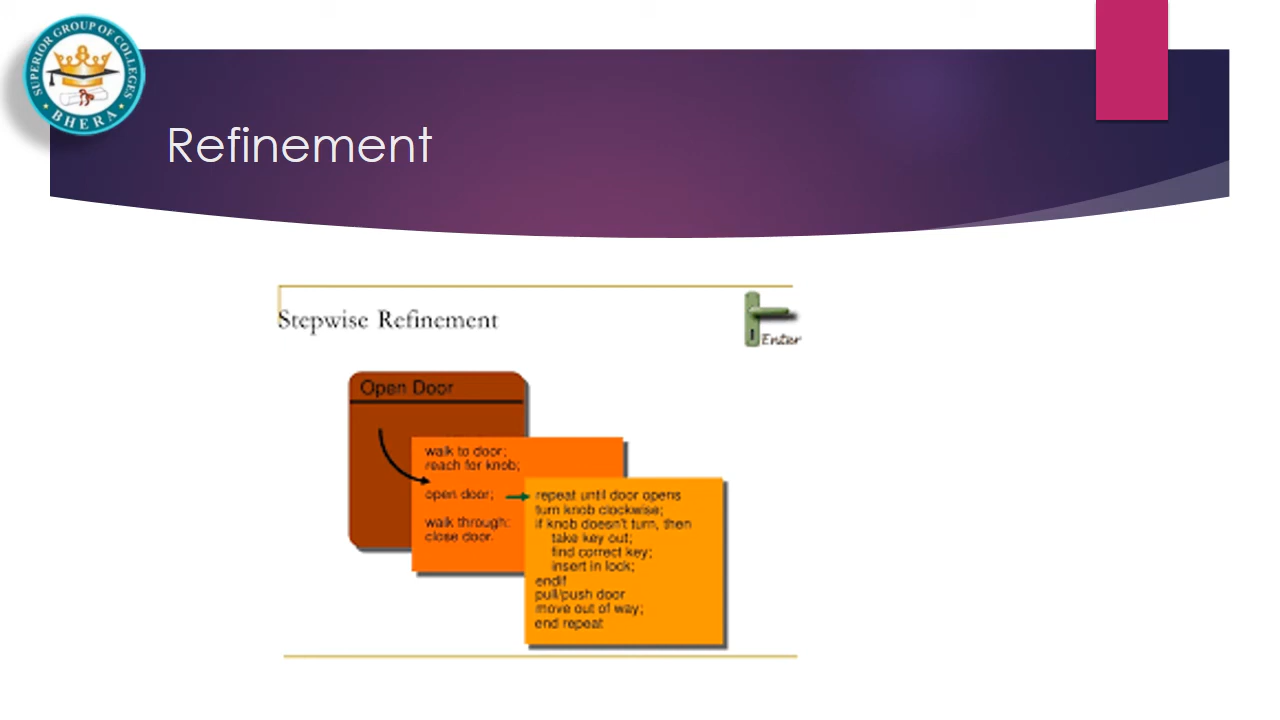 SUPERIOR GROUP OF COLLEGES
BHERA
Refinement
Stepwise Refinement
Enter
Open Door
walk to door;
reach for knob;
open door;
walk through;
close door.
repeat until door opens
turn knob clockwise;
if knob doesn't turn, then
take key out;
find correct key;
insert in lock;
endif
pull/push door
move out of way;
end repeat